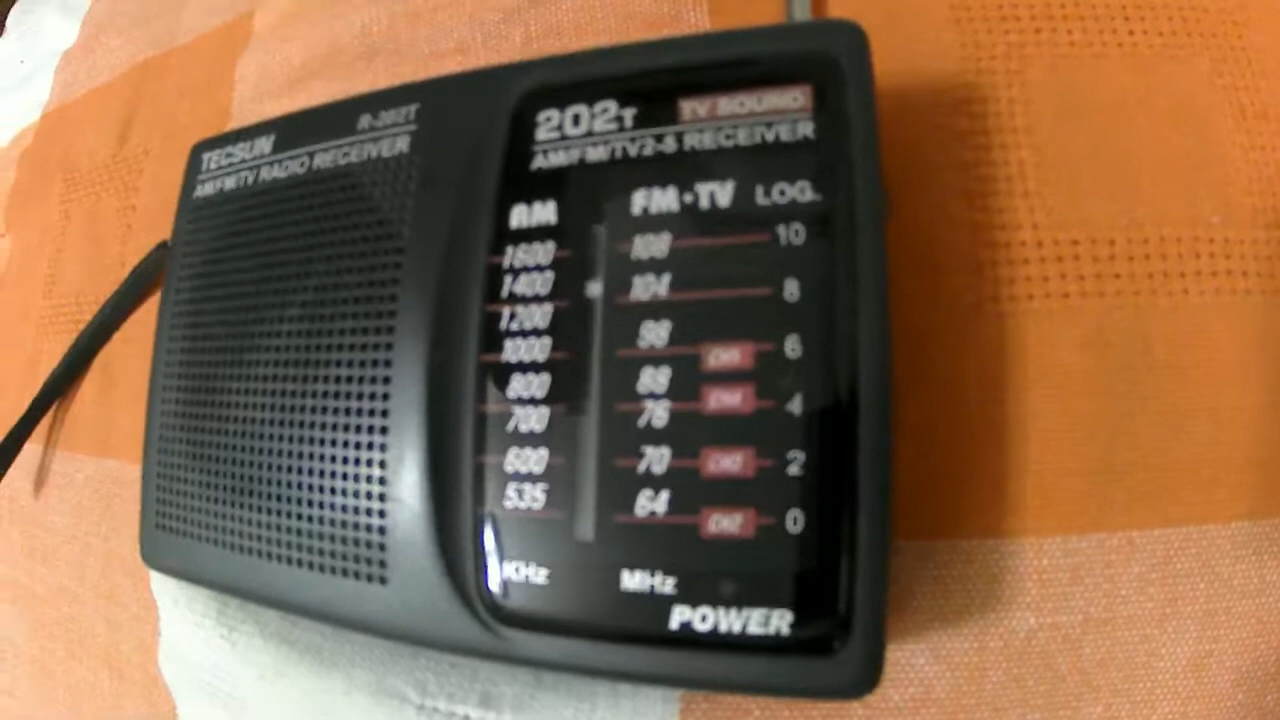 TECSUN
R-202T
AM/FM/TV RADIO RECEIVER
202T
TV SOUND
AM/FM/TV2-5 RECEIVER
AM
FM·TV
LOG.
1600
108
10
1400
104
8
1200
98
6
1000
88
800
76
4
700
70
2
600
64
0
535
KHz
MHz
POWER